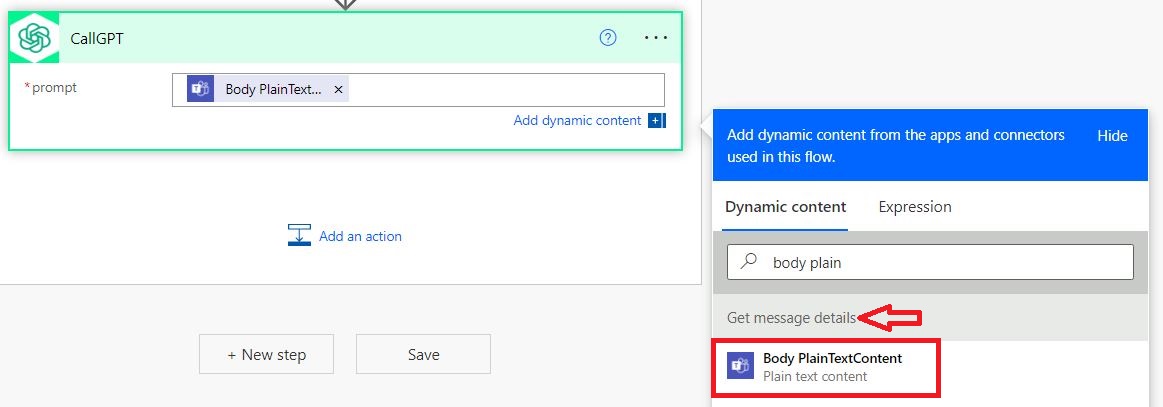 CallGPT
?
* prompt
Body PlainText... ×
Add dynamic content
Add an action
+ New step
Save
Add dynamic content from the apps and connectors
used in this flow.
Hide
Dynamic content
Expression
body plain
Get message details
Body PlainTextContent
Plain text content